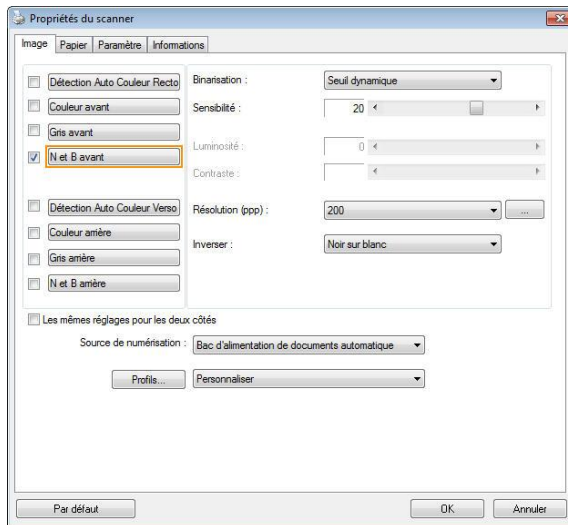 Propriétés du scanner
Image Papier Paramètre Informations
Détection Auto Couleur Recto
Couleur avant
Gris avant
N et B avant
Détection Auto Couleur Verso
Couleur arrière
Gris arrière
N et B arrière
Binarisation : Seuil dynamique
Sensibilité : 20
Luminosité : 0
Contraste :
Résolution (ppp) : 200 ...
Inverser : Noir sur blanc
Les mêmes réglages pour les deux côtés
Source de numérisation : Bac d'alimentation de documents automatique
Profils... Personnaliser
Par défaut OK Annuler